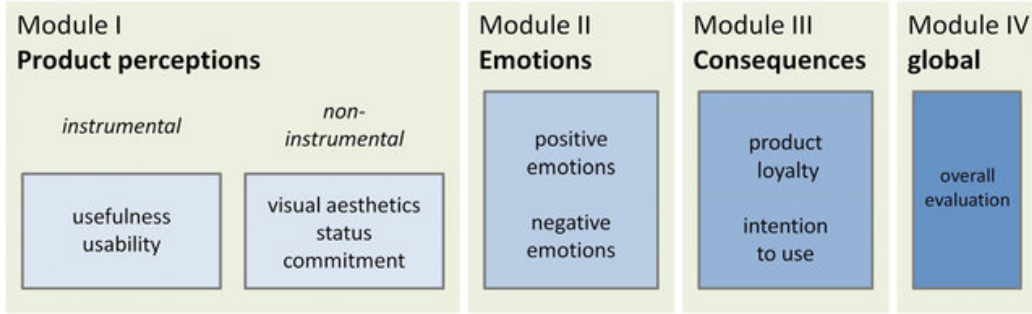 Module I
Product perceptions
instrumental
non-
instrumental
usefulness
usability
visual aesthetics
status
commitment
Module II
Emotions
positive
emotions
negative
emotions
Module III
Consequences
product
loyalty
intention
to use
Module IV
global
overall
evaluation